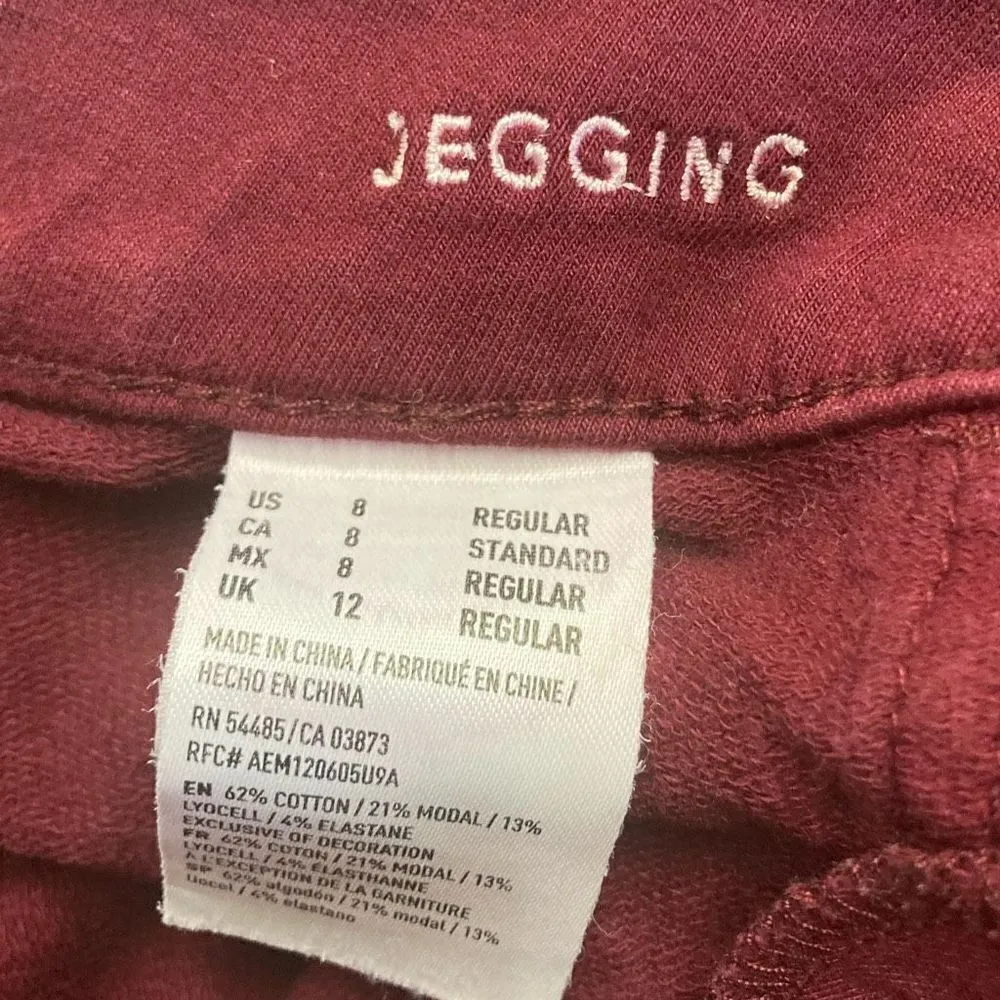 JEGGING
US 8 REGULAR
CA 8 STANDARD
MX 8 REGULAR
UK 12 REGULAR
MADE IN CHINA / FABRIQUÉ EN CHINE /
HECHO EN CHINA
RN 54485 / CA 03873
RFC# AEM120605U9A
EN 62% COTTON / 21% MODAL / 13%
LYOCELL / 4% ELASTANE
EXCLUSIVE OF DECORATION
FR 62% COTON / 21% MODAL / 13%
LYOCELL / 4% ÉLASTHANNE
À L'EXCEPTION DE LA GARNITURE
SP 62% algodón / 21% modal / 13%
liocel / 4% elastano